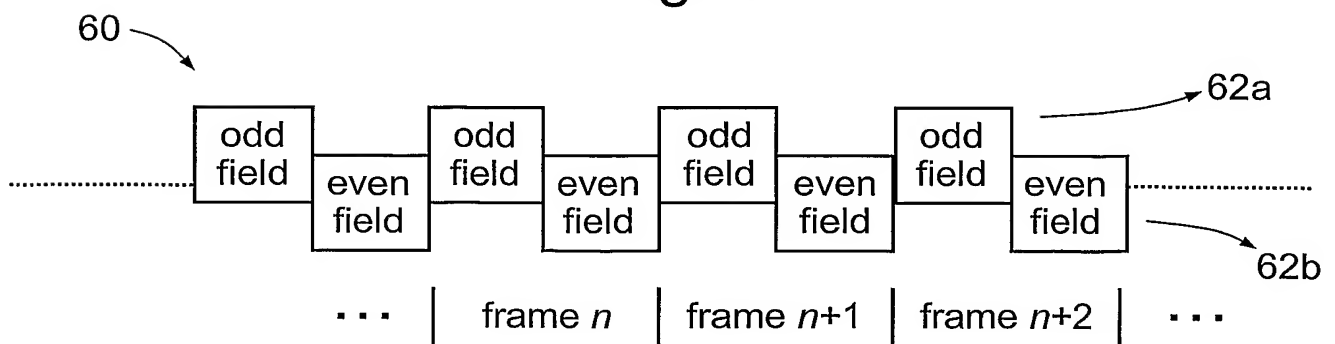 60
62a
odd field
even field
odd field
even field
odd field
even field
odd field
even field
62b
... frame n frame n+1 frame n+2 ...